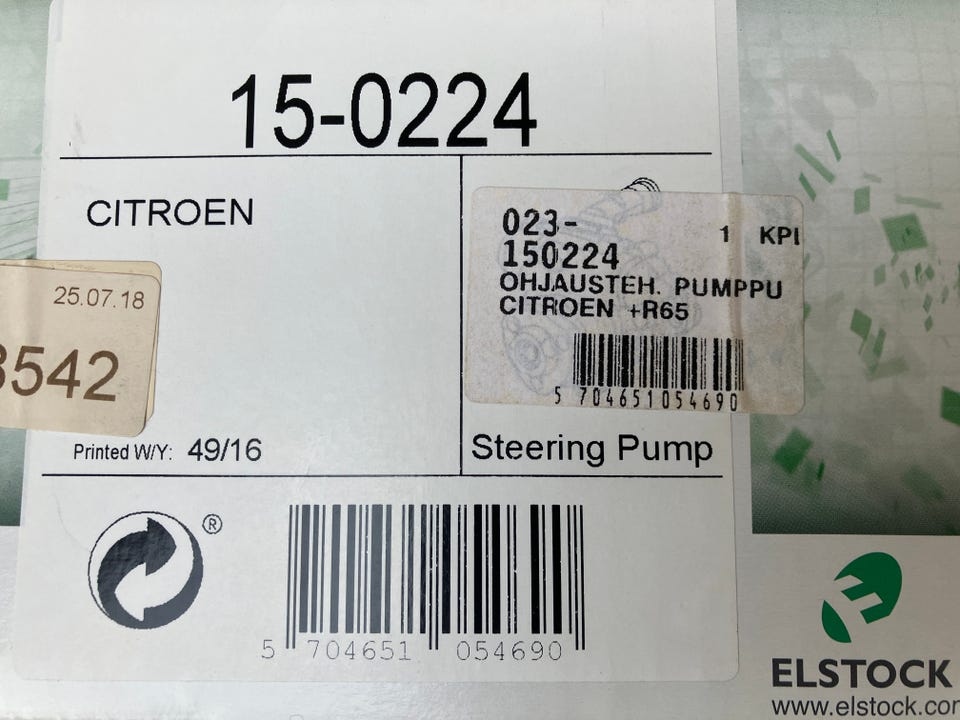 15-0224
CITROEN
25.07.18
3542
023-
150224
1 KPL
OHJAUSTEH. PUMPPU
CITROEN +R65
5 704651054690
Printed W/Y: 49/16
Steering Pump
®
5 704651 054690
ELSTOCK
www.elstock.com